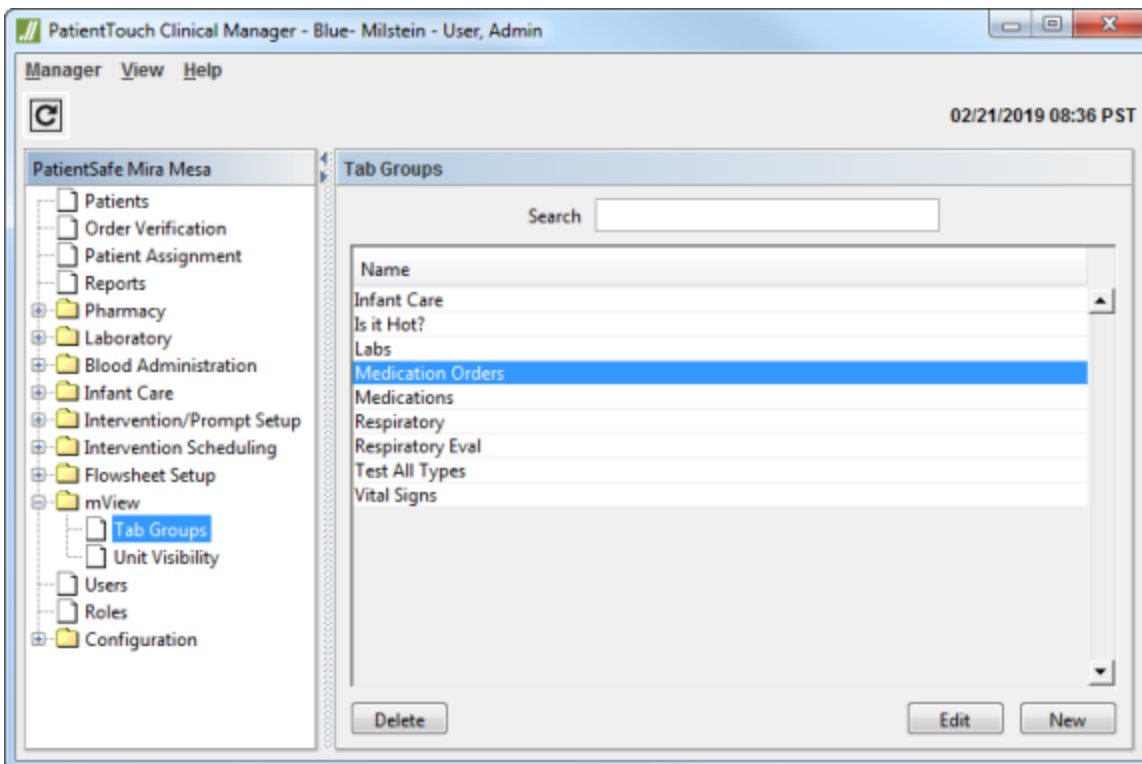 PatientTouch Clinical Manager - Blue- Milstein - User, Admin
Manager View Help
02/21/2019 08:36 PST
PatientSafe Mira Mesa
Patients
Order Verification
Patient Assignment
Reports
Pharmacy
Laboratory
Blood Administration
Infant Care
Intervention/Prompt Setup
Intervention Scheduling
Flowsheet Setup
mView
Tab Groups
Unit Visibility
Users
Roles
Configuration
Tab Groups
Search
Name
Infant Care
Is it Hot?
Labs
Medication Orders
Medications
Respiratory
Respiratory Eval
Test All Types
Vital Signs
Delete Edit New